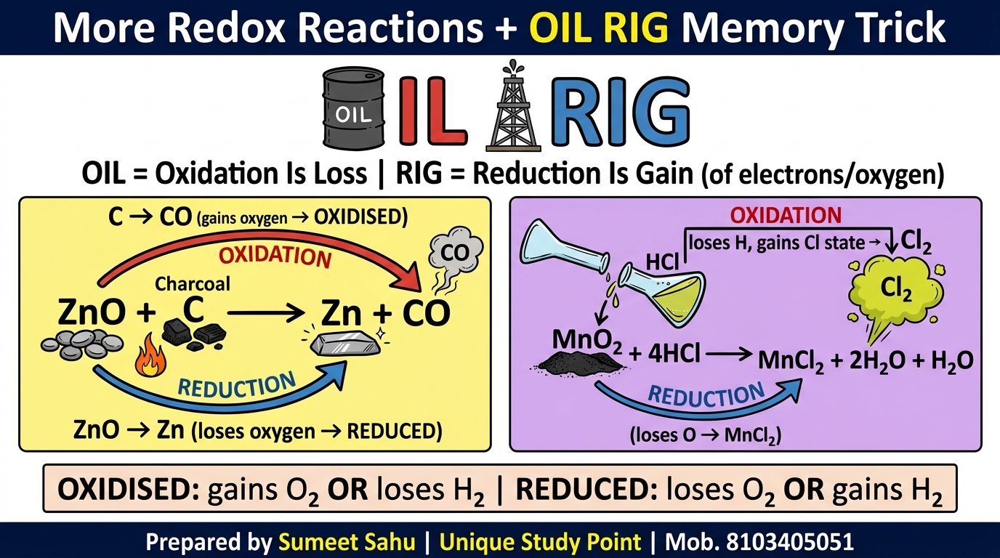 More Redox Reactions + OIL RIG Memory Trick
OIL IL RIG
OIL = Oxidation Is Loss | RIG = Reduction Is Gain (of electrons/oxygen)
C → CO (gains oxygen → OXIDISED)
OXIDATION
CO
Charcoal
ZnO + C → Zn + CO
REDUCTION
ZnO → Zn (loses oxygen → REDUCED)
OXIDATION
loses H, gains Cl state → Cl₂
HCl
Cl₂
MnO₂ + 4HCl → MnCl₂ + 2H₂O + H₂O
REDUCTION
(loses O → MnCl₂)
OXIDISED: gains O₂ OR loses H₂ | REDUCED: loses O₂ OR gains H₂
Prepared by Sumeet Sahu | Unique Study Point | Mob. 8103405051